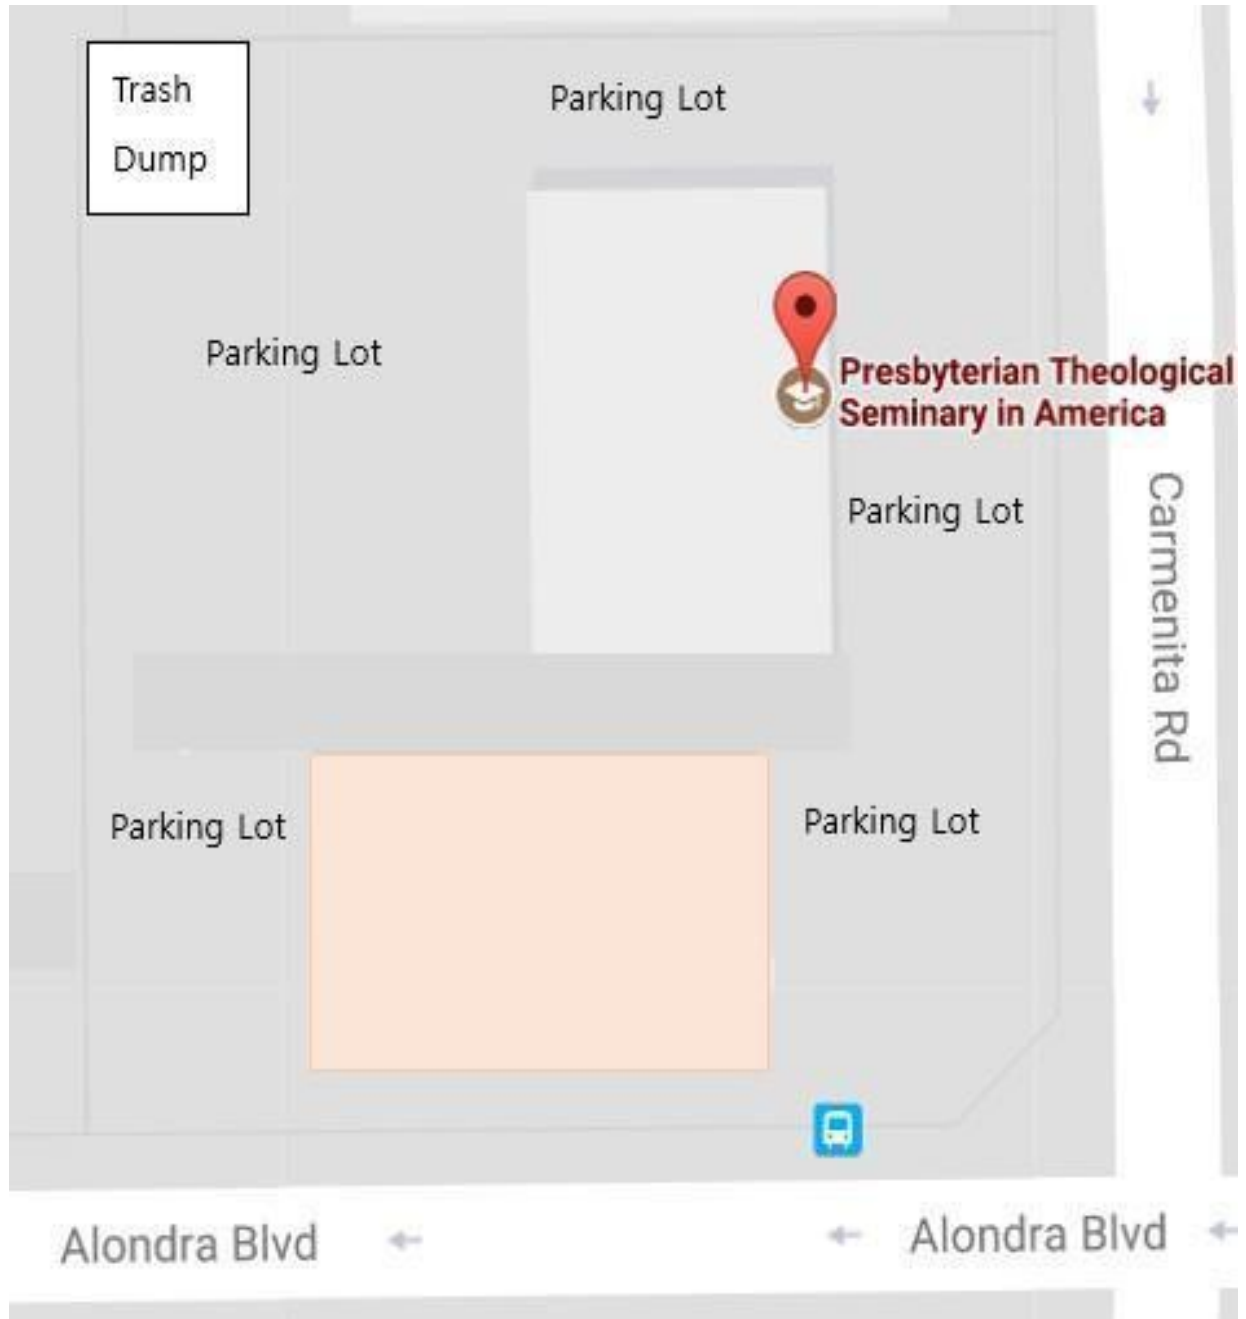 Trash
Dump
Parking Lot
Parking Lot
Presbyterian Theological
Seminary in America
Parking Lot
Carmenita Rd
Parking Lot
Parking Lot
Alondra Blvd
Alondra Blvd